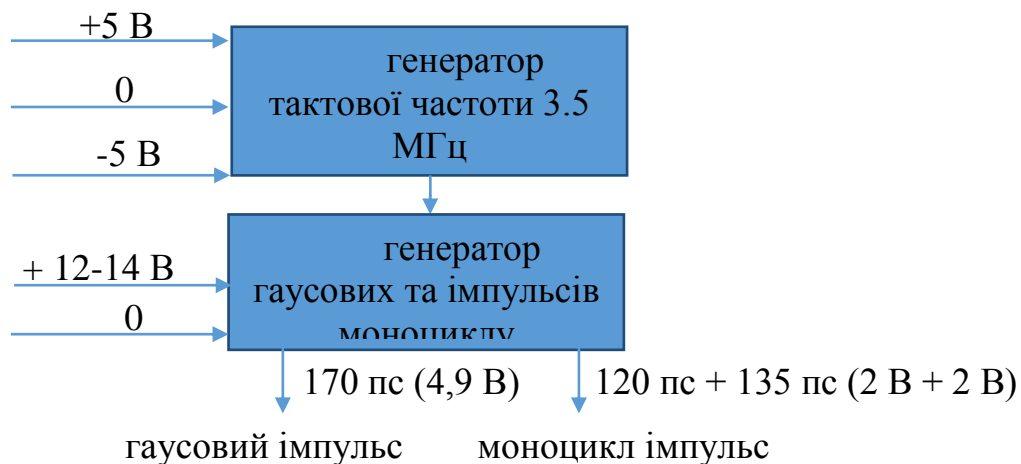 +5 В
0
-5 В
генератор
тактової частоти 3.5
МГц
+ 12-14 В
0
генератор
гаусових та імпульсів
моноциклу
170 пс (4,9 В)
120 пс + 135 пс (2 В + 2 В)
гаусовий імпульс
моноцикл імпульс